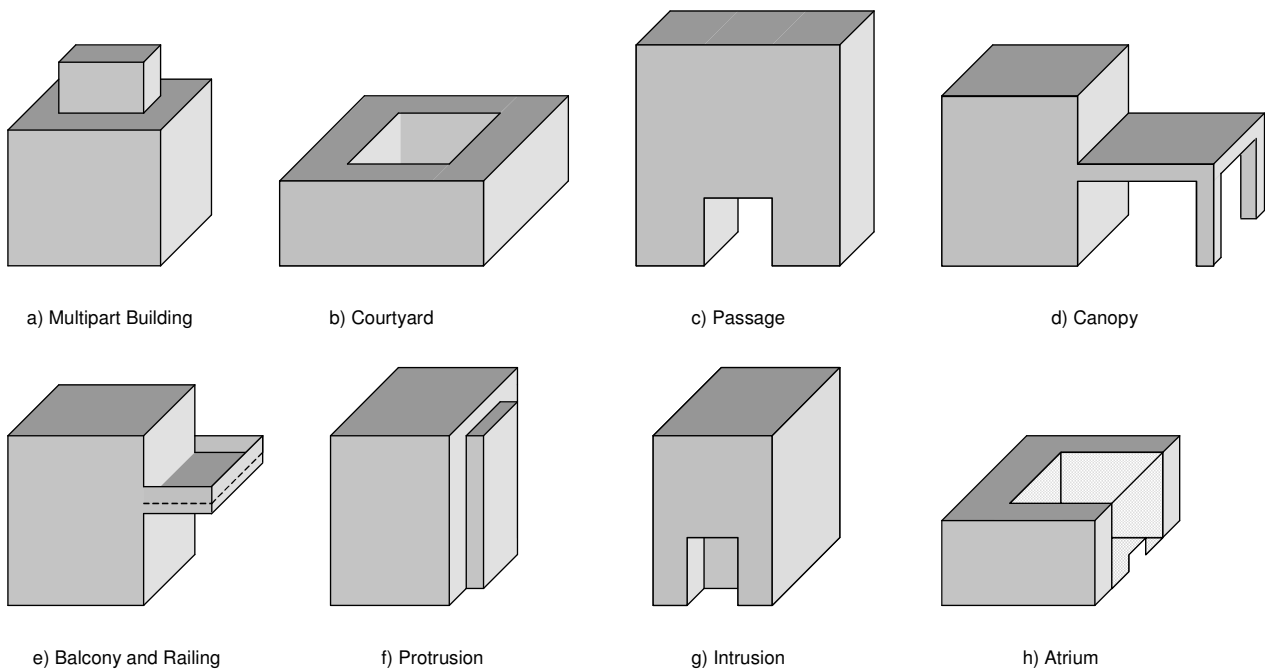 a) Multipart Building
b) Courtyard
c) Passage
d) Canopy
e) Balcony and Railing
f) Protrusion
g) Intrusion
h) Atrium